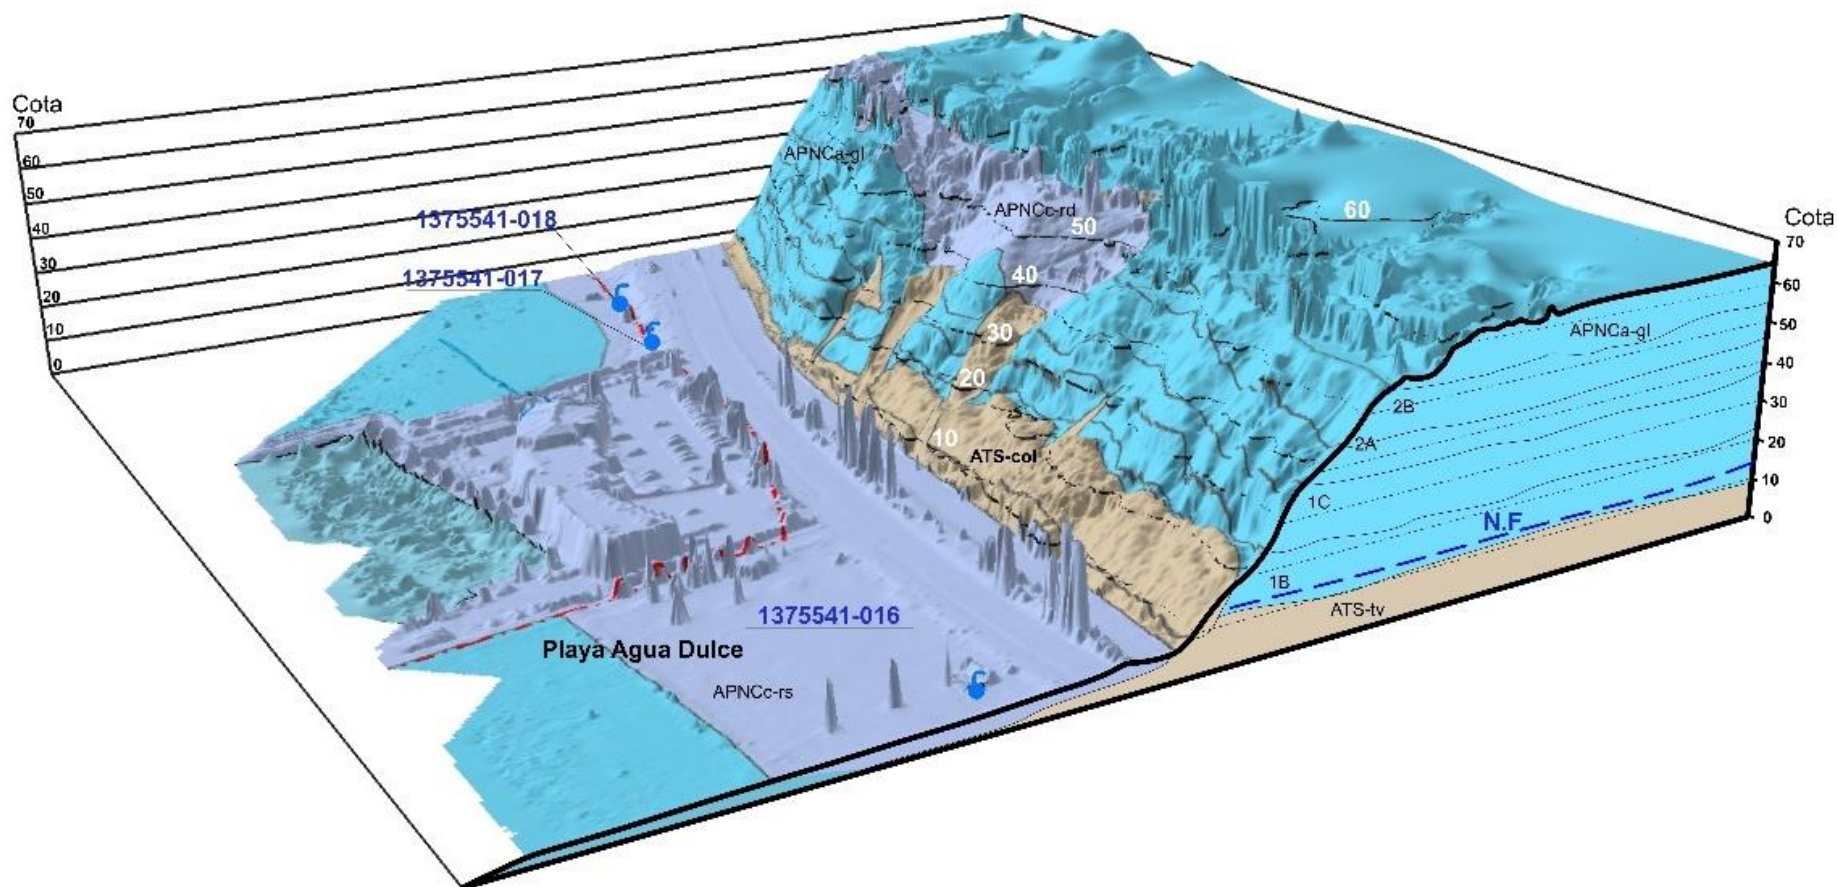 Cota
70
60
50
40
30
20
10
0
1375541-018
1375541-017
APNCa-gl
APNCc-rd
50
60
40
30
20
10
ATS-col
Cota
70
60
50
40
30
20
10
0
APNCa-gl
2B
2A
1C
N.F
1B
ATS-tv
1375541-016
Playa Agua Dulce
APNCc-rs